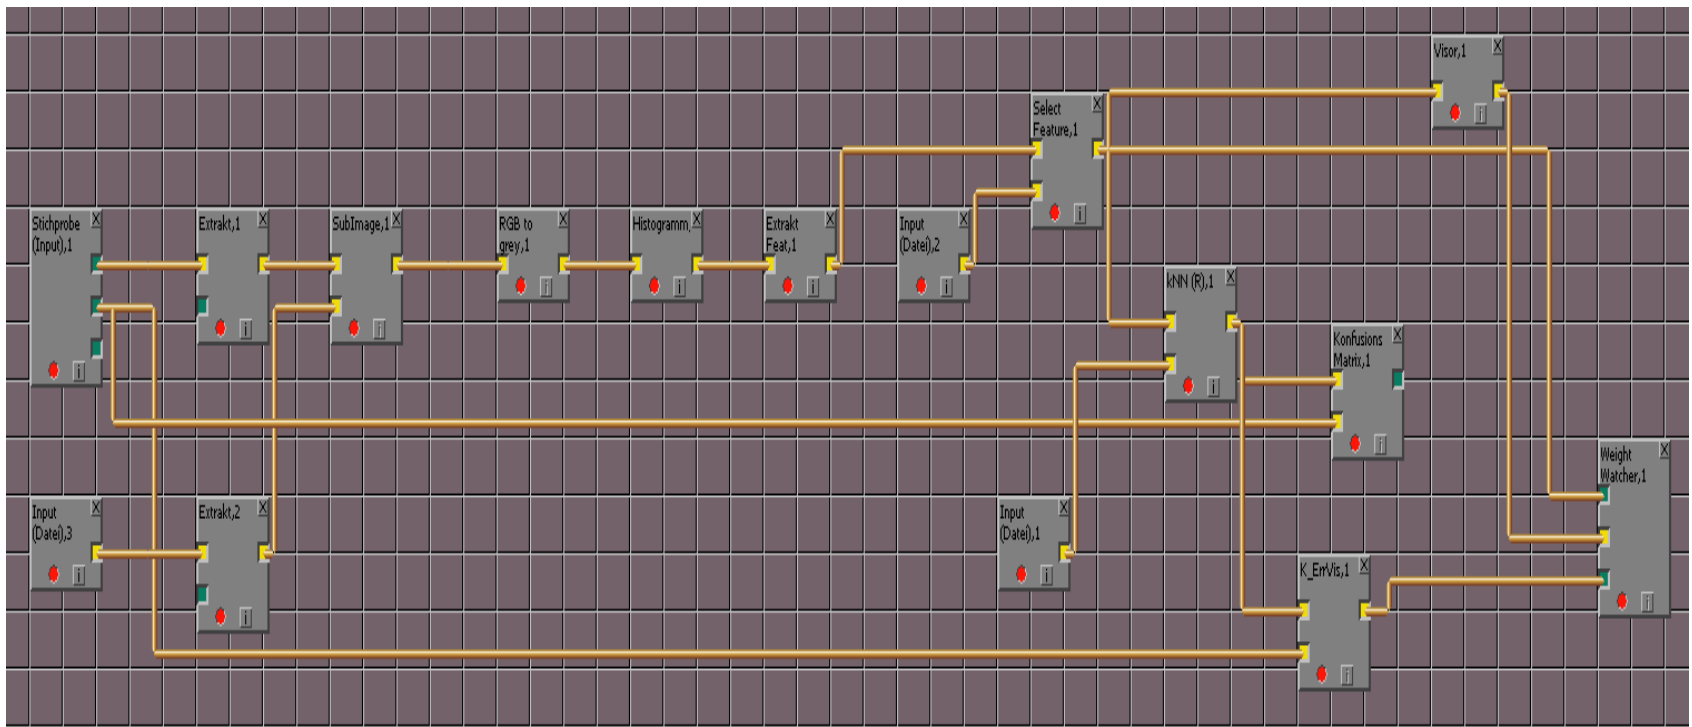 Visor,1
Select
Feature,1
Stichprobe
(Input),1
Extrakt,1
SubImage,1
RGB to
grey,1
Histogramm,
Extrakt
Feat,1
Input
(Datei),2
kNN (R),1
Konfusions
Matrix,1
Weight
Watcher,1
Input
(Datei),3
Extrakt,2
Input
(Datei),1
K_ErrVis,1